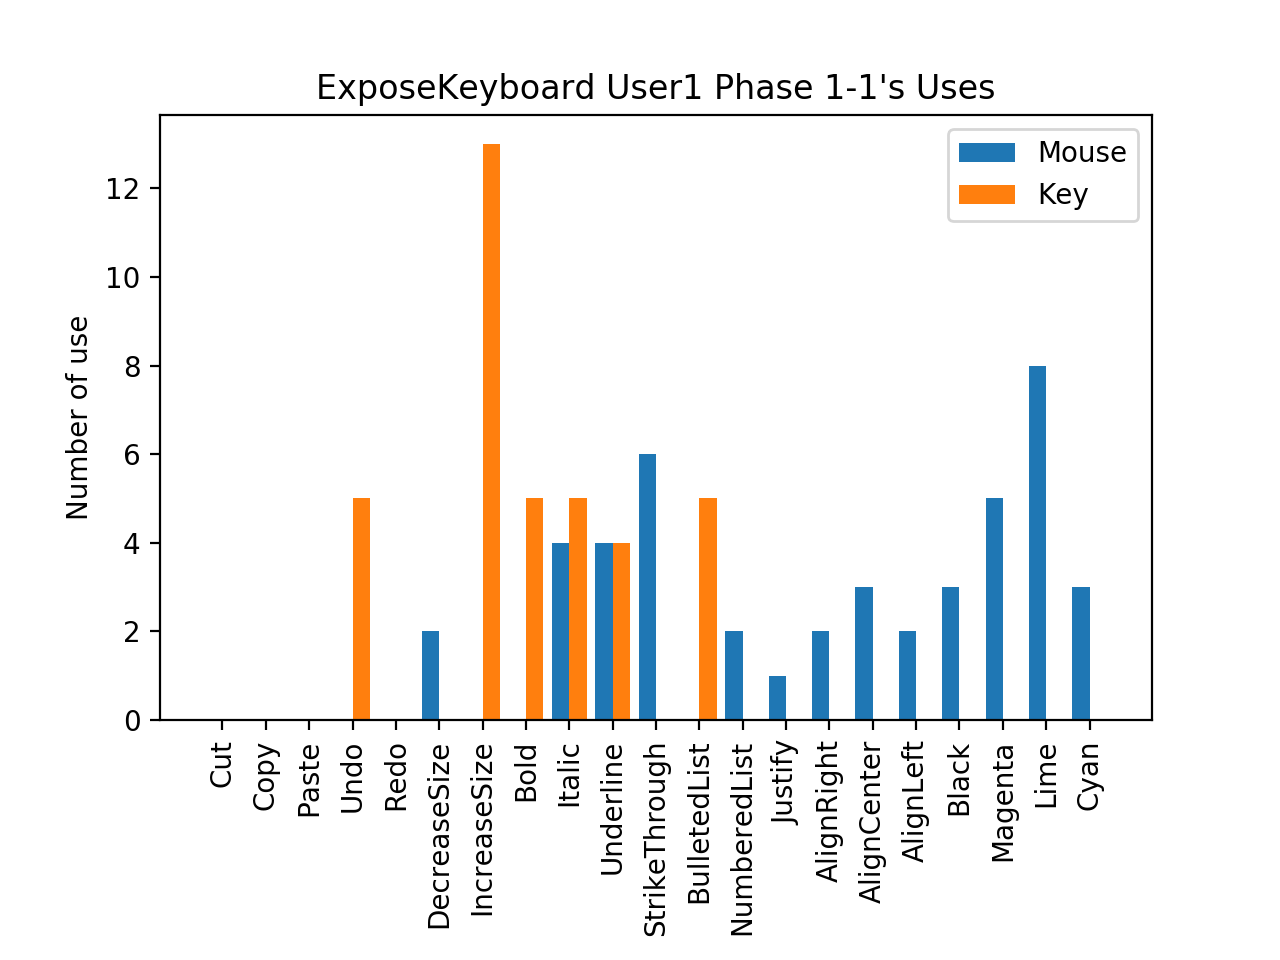 ExposeKeyboard User1 Phase 1-1's Uses
Mouse
Key
Number of use
12
10
8
6
4
2
0
Cut
Copy
Paste
Undo
Redo
DecreaseSize
IncreaseSize
Bold
Italic
Underline
StrikeThrough
BulletedList
NumberedList
Justify
AlignRight
AlignCenter
AlignLeft
Black
Magenta
Lime
Cyan